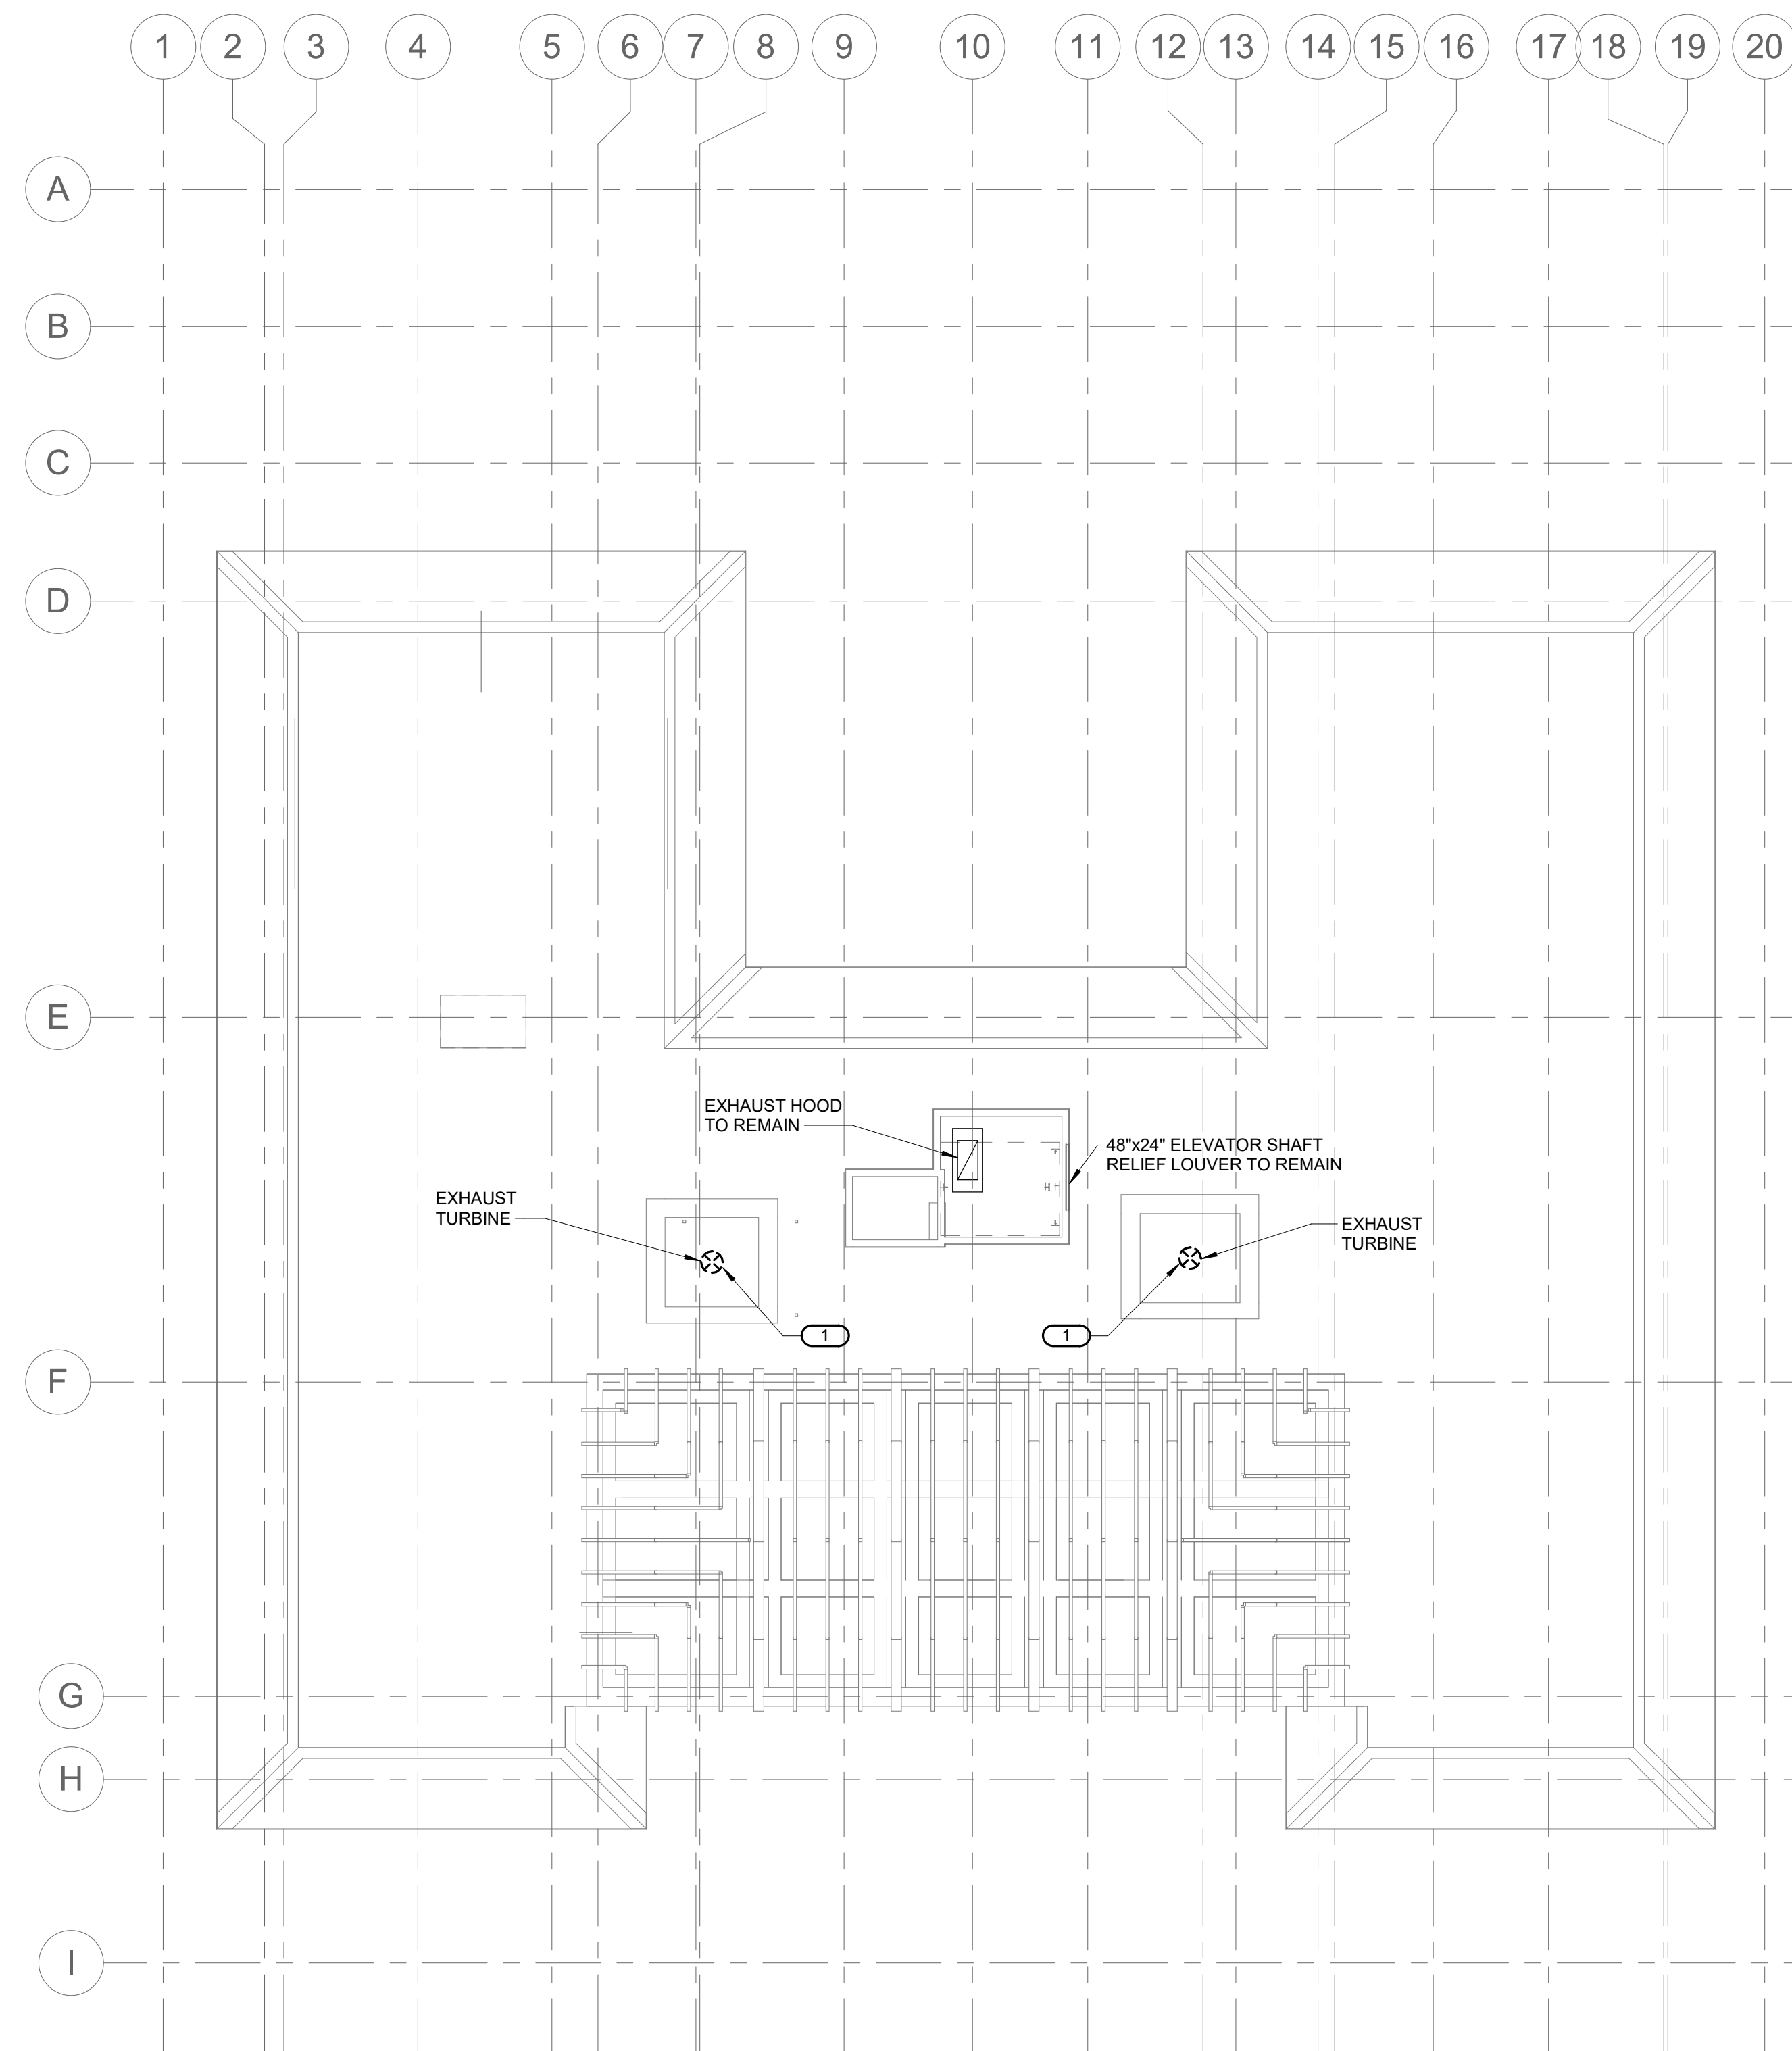 1 2 3 4 5 6 7 8 9 10 11 12 13 14 15 16 17 18 19 20
A
B
C
D
E
EXHAUST HOOD
TO REMAIN
48"x24" ELEVATOR SHAFT
RELIEF LOUVER TO REMAIN
EXHAUST
TURBINE
EXHAUST
TURBINE
1
1
F
G
H
I